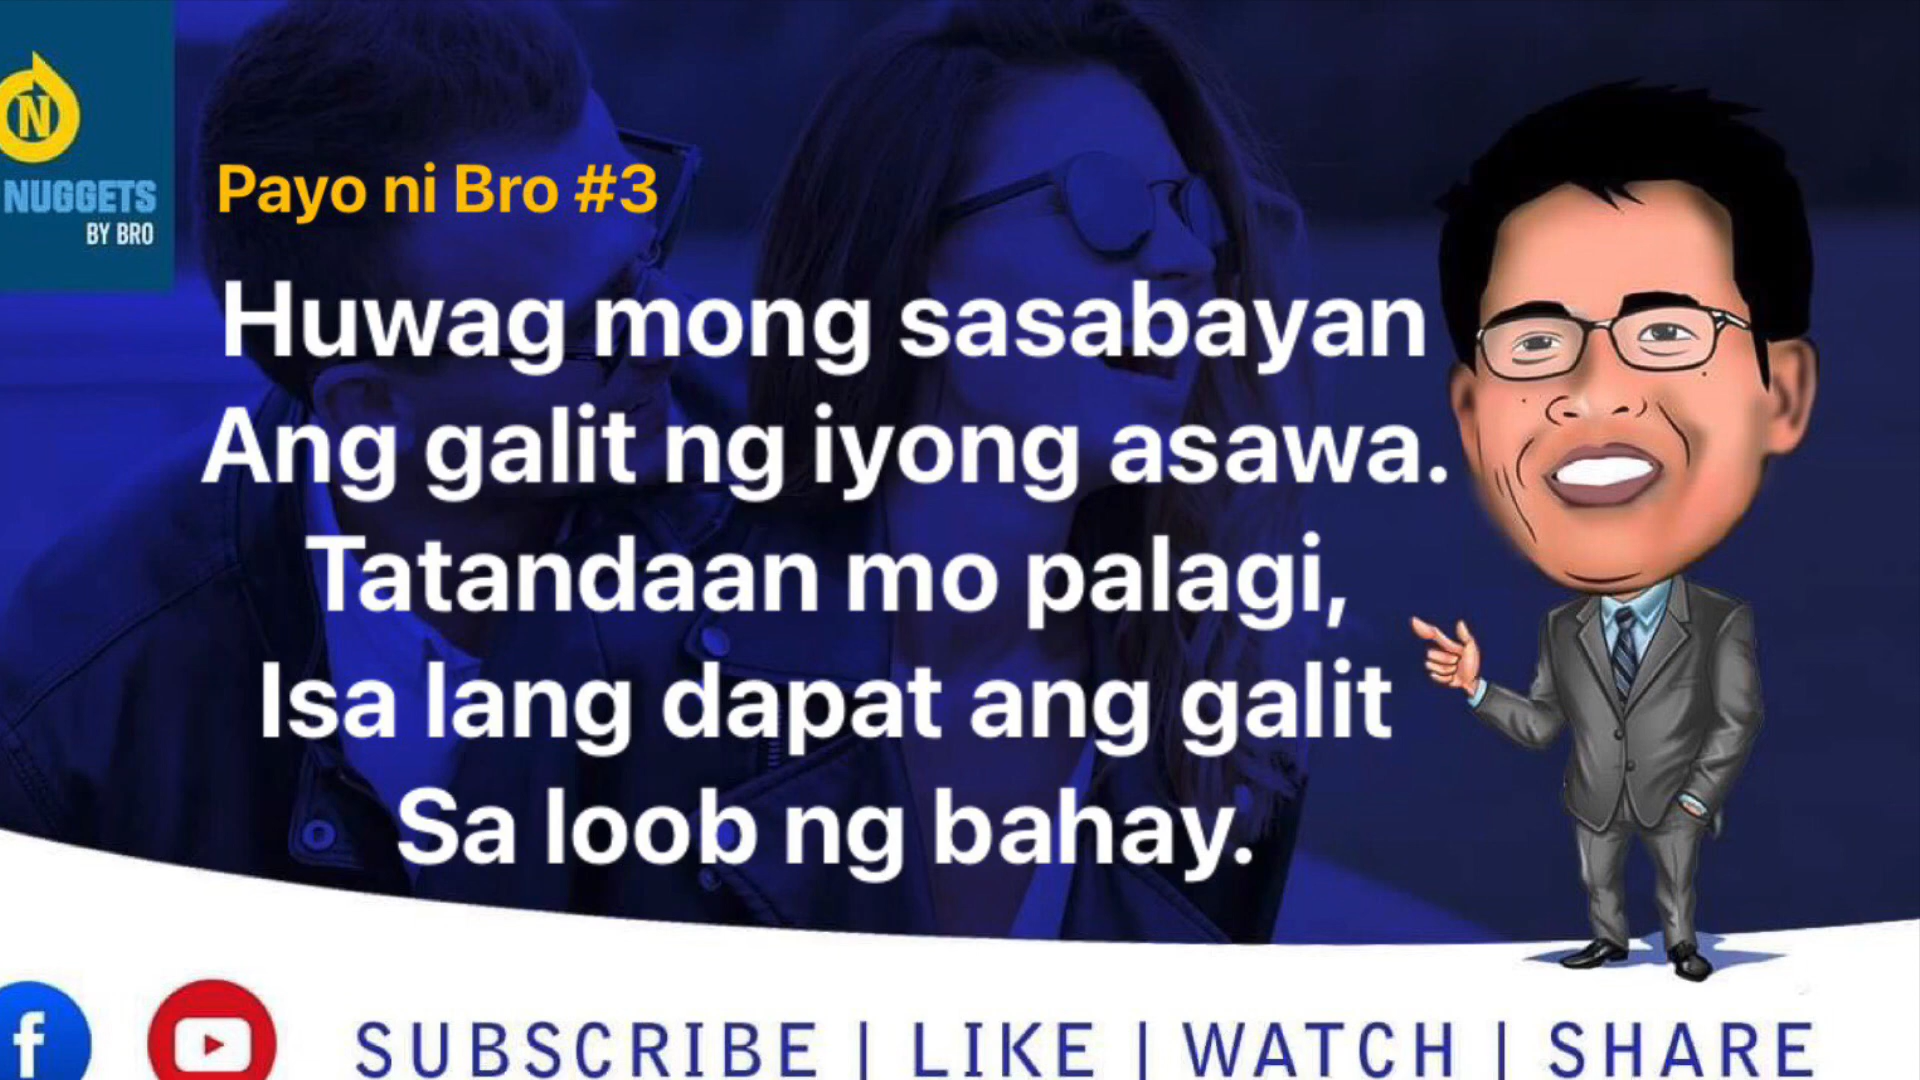 N
NUGGETS
BY BRO
Payo ni Bro #3
Huwag mong sasabayan
Ang galit ng iyong asawa.
Tatandaan mo palagi,
Isa lang dapat ang galit
Sa loob ng bahay.
f
SUBSCRIBE | LIKE | WATCH | SHARE